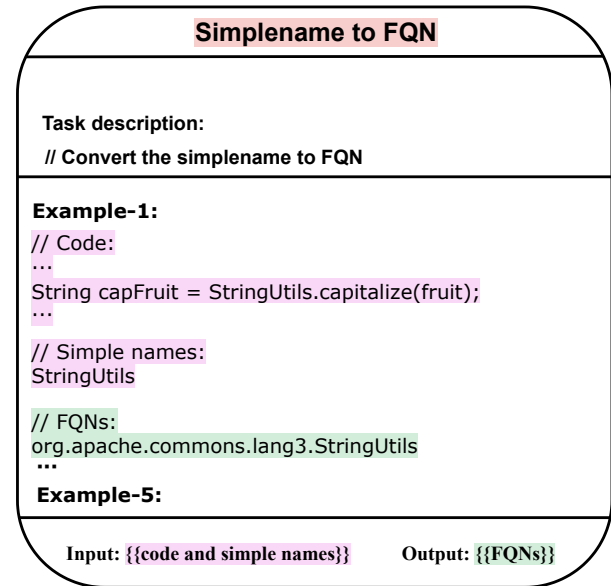 Simplename to FQN
Task description:
// Convert the simplename to FQN
Example-1:
// Code:
...
String capFruit = StringUtils.capitalize(fruit);
...
// Simple names:
StringUtils
// FQNs:
org.apache.commons.lang3.StringUtils
...
Example-5:
Input: {{code and simple names}} Output: {{FQNs}}